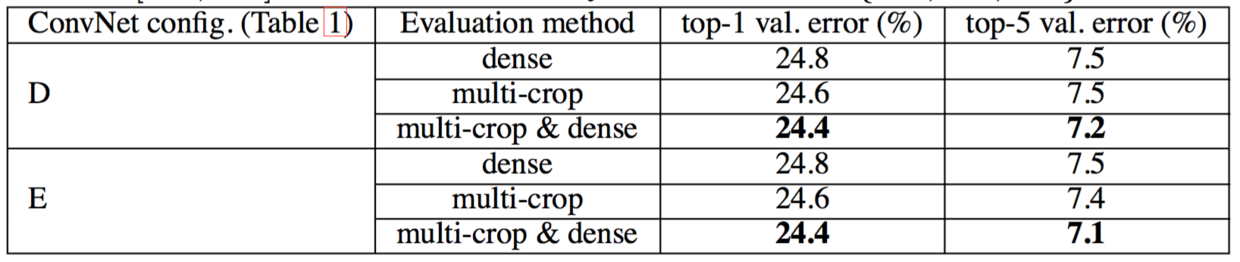 ConvNet config. (Table 1) Evaluation method top-1 val. error (%) top-5 val. error (%)
D
dense 24.8 7.5
multi-crop 24.6 7.5
multi-crop & dense 24.4 7.2
E
dense 24.8 7.5
multi-crop 24.6 7.4
multi-crop & dense 24.4 7.1